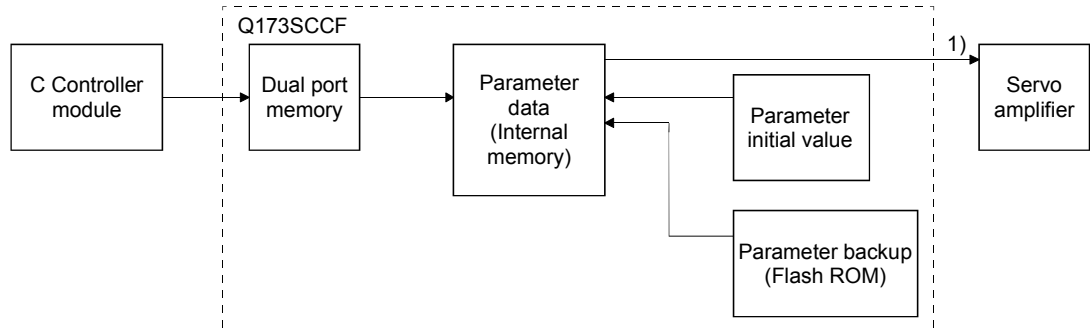 Q173SCCF
C Controller
module
Dual port
memory
Parameter
data
(Internal
memory)
1)
Servo
amplifier
Parameter
initial value
Parameter backup
(Flash ROM)